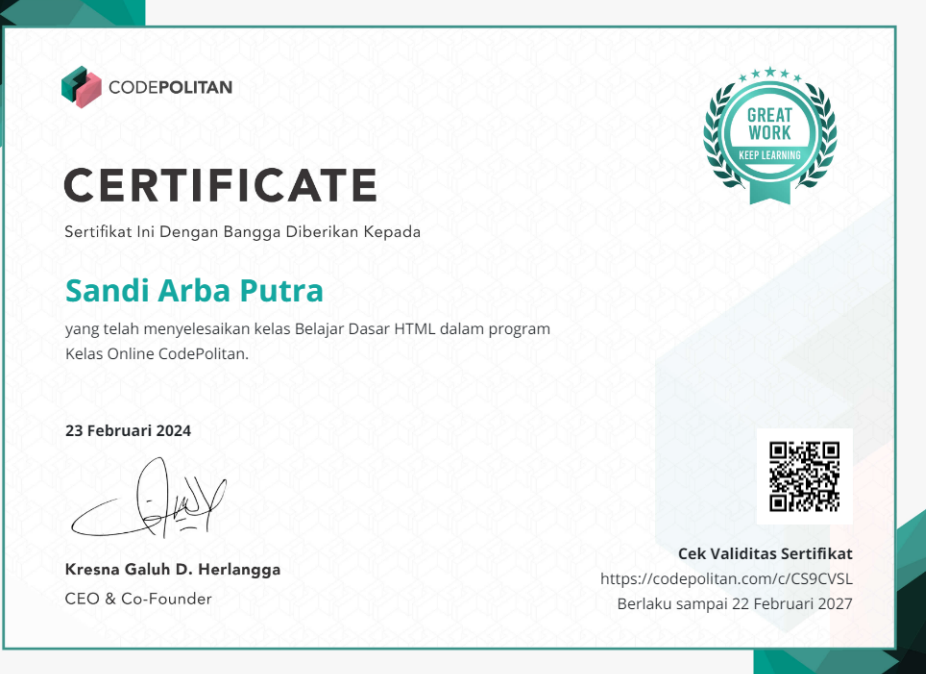 CODEPOLITAN
GREAT
WORK
KEEP LEARNING
CERTIFICATE
Sertifikat Ini Dengan Bangga Diberikan Kepada
Sandi Arba Putra
yang telah menyelesaikan kelas Belajar Dasar HTML dalam program
Kelas Online CodePolitan.
23 Februari 2024
Kresna Galuh D. Herlangga
CEO & Co-Founder
Cek Validitas Sertifikat
https://codepolitan.com/c/CS9CVSL
Berlaku sampai 22 Februari 2027